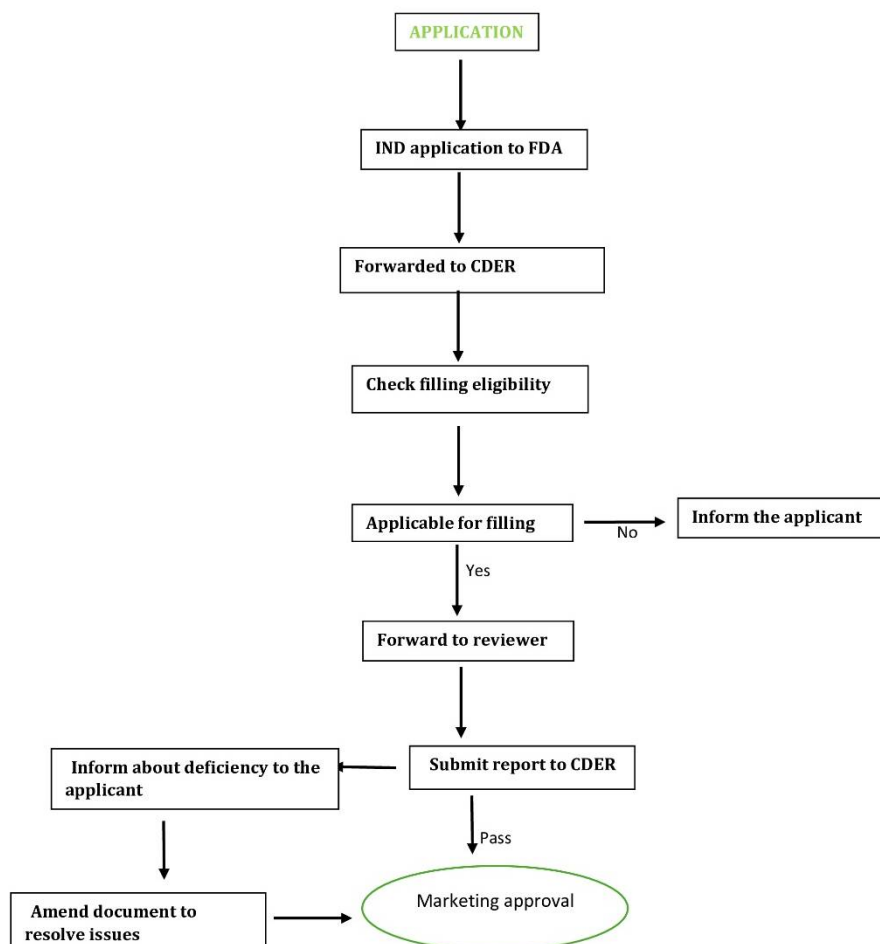 APPLICATION
IND application to FDA
Forwarded to CDER
Check filling eligibility
Applicable for filling
No
Inform the applicant
Yes
Forward to reviewer
Submit report to CDER
Inform about deficiency to the
applicant
Pass
Marketing approval
Amend document to
resolve issues